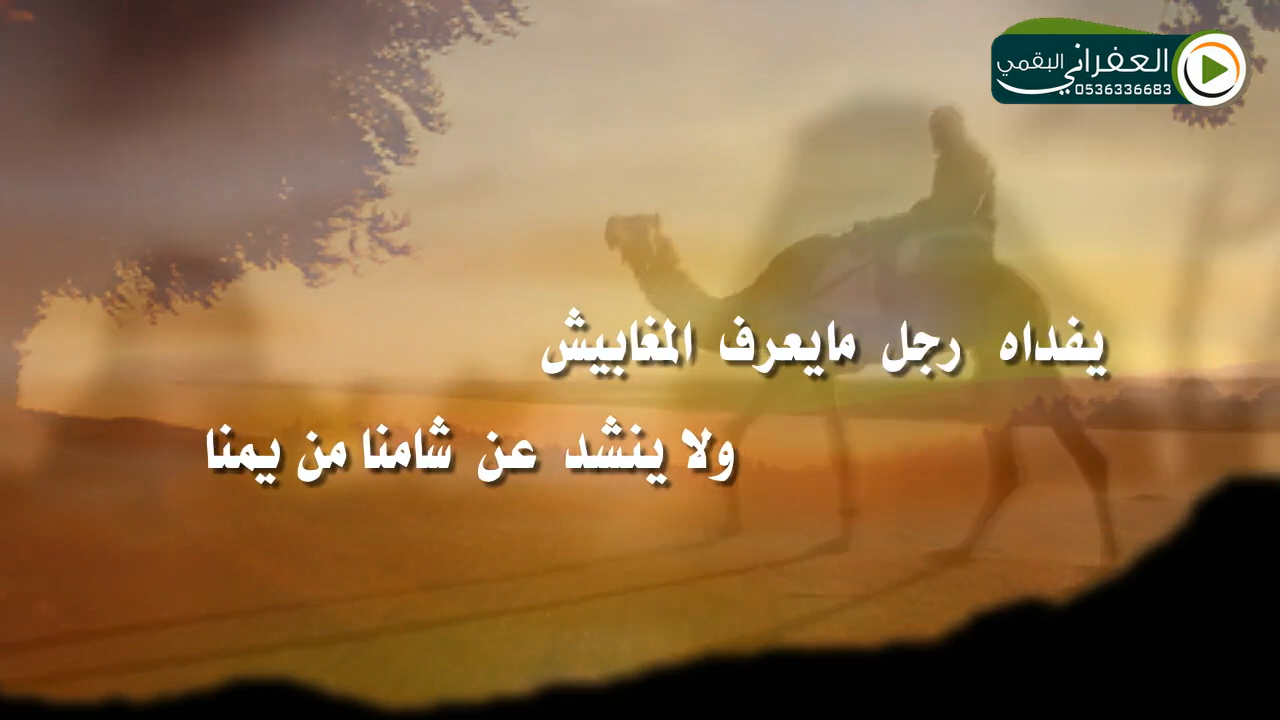 العفراني البقمي
0536336683
يفداه رجل مايعرف المغابيش
ولا ينشد عن شامنا من يمنا